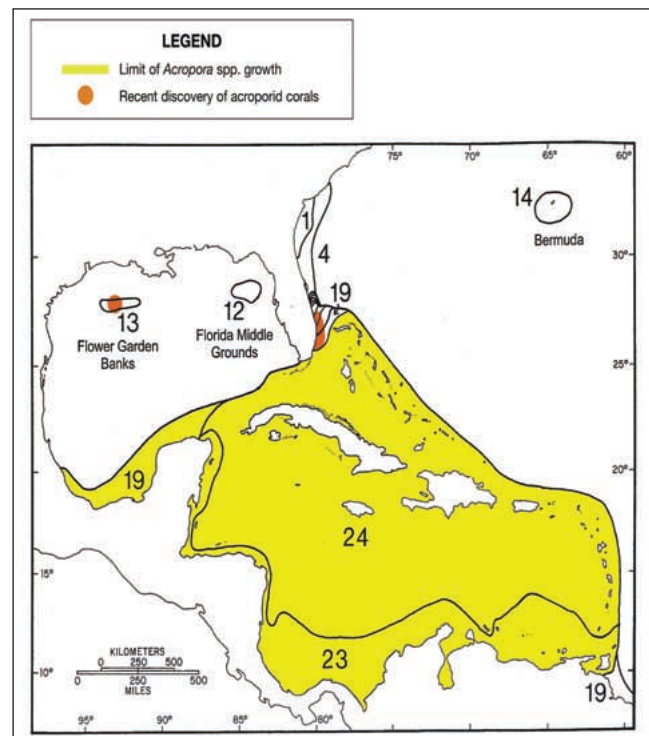 LEGEND
Limit of Acropora spp. growth
Recent discovery of acroporid corals
75° 70° 65° 60°
14
1
Bermuda
4
30°
12
19
13
Florida Middle
Grounds
Flower Garden
Banks
25°
19
20°
24
15°
KILOMETERS
0 250 500
23
10°
0 250 500
MILES
19
95° 90° 85° 80°